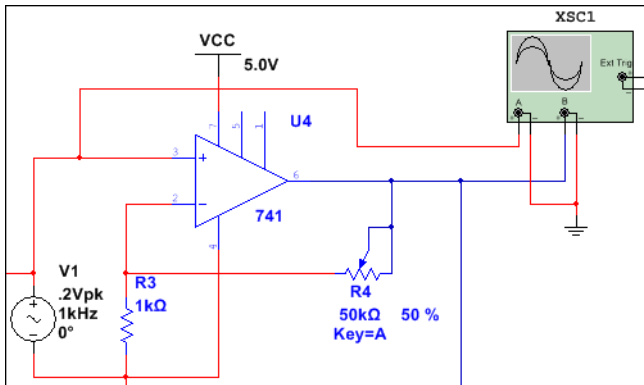 XSC1
VCC
5.0V
Ext Trig
+
−
A
B
+
−
+
−
U4
7
5
1
3
+
6
2
−
741
4
V1
.2Vpk
1kHz
0°
+
−
R3
1kΩ
R4
50kΩ 50 %
Key=A